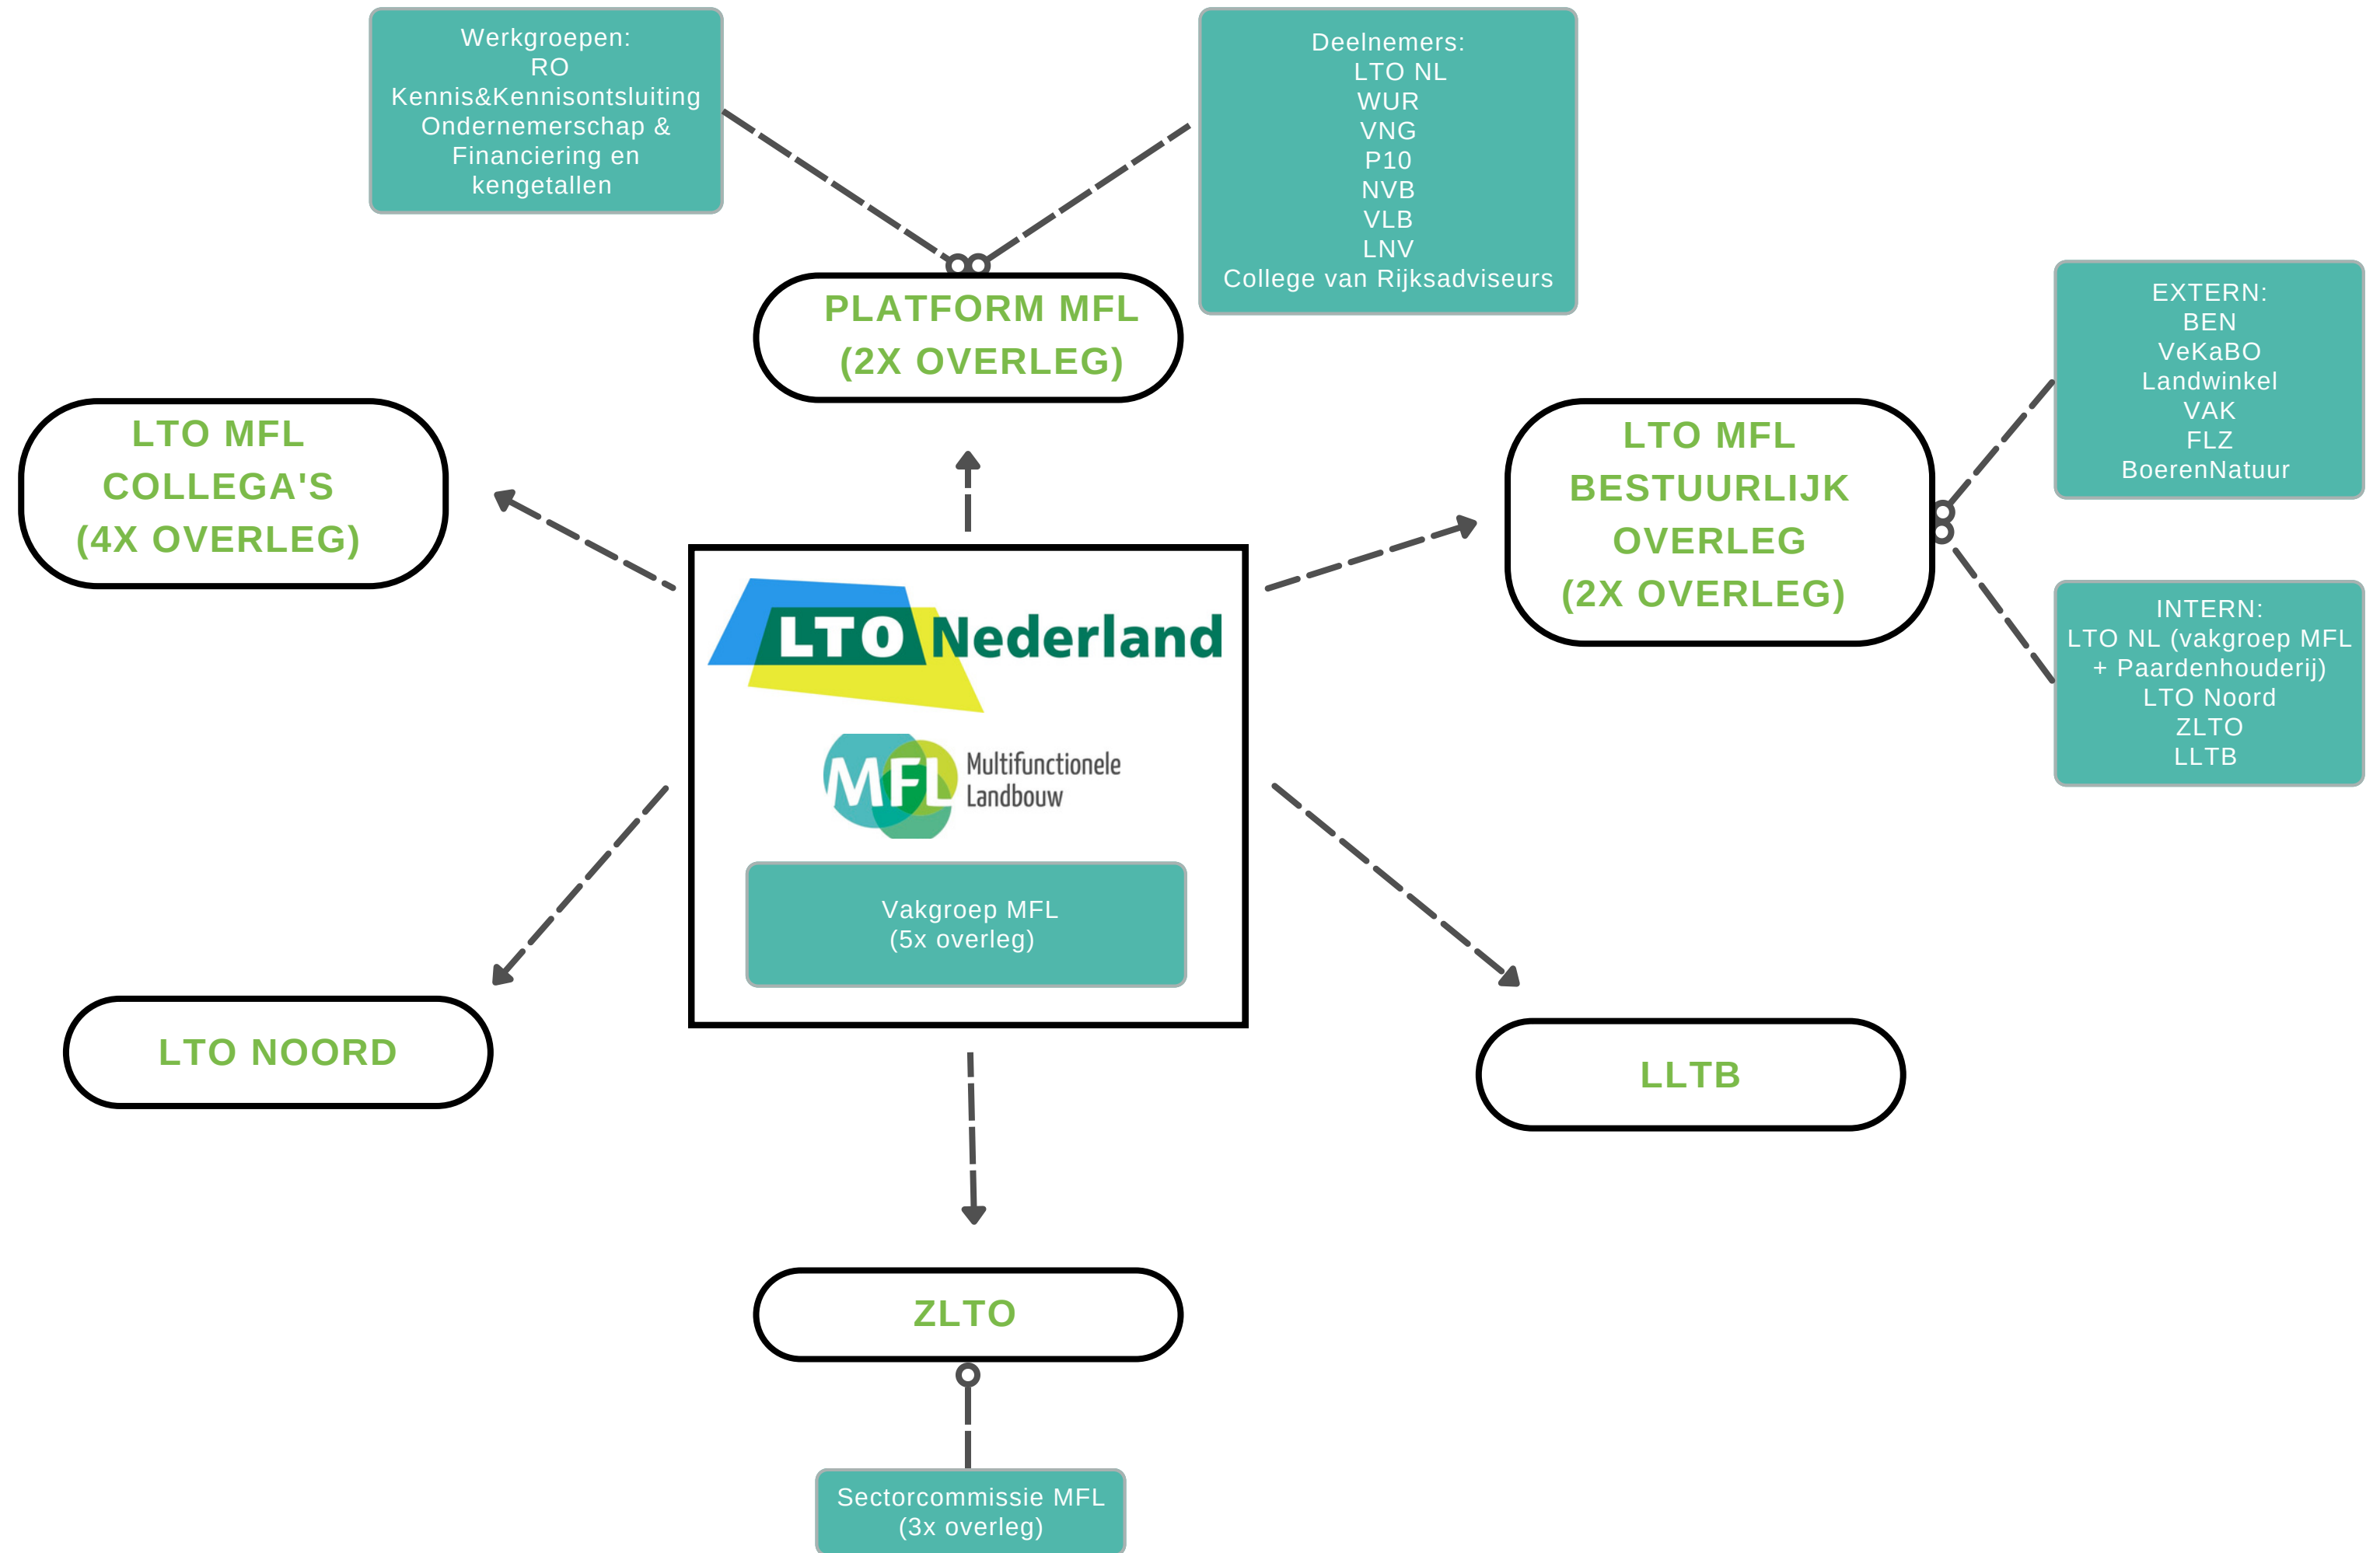 Werkgroepen:
RO
Kennis&Kennisontsluiting
Ondernemerschap &
Financiering en
kengetallen
Deelnemers:
LTO NL
WUR
VNG
P10
NVB
VLB
LNV
College van Rijksadviseurs
PLATFORM MFL
(2X OVERLEG)
EXTERN:
BEN
VeKaBO
Landwinkel
VAK
FLZ
BoerenNatuur
LTO MFL
COLLEGA'S
(4X OVERLEG)
LTO MFL
BESTUURLIJK
OVERLEG
(2X OVERLEG)
INTERN:
LTO NL (vakgroep MFL
+ Paardenhouderij)
LTO Noord
ZLTO
LLTB
LTO Nederland
MFL Multifunctionele
Landbouw
Vakgroep MFL
(5x overleg)
LTO NOORD
LLTB
ZLTO
Sectorcommissie MFL
(3x overleg)